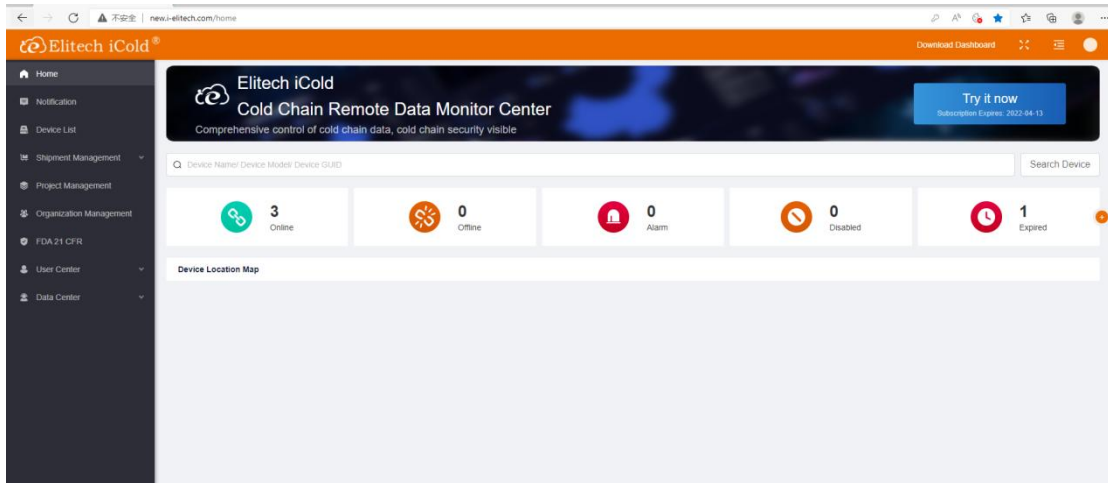 不安全 | new.i-elitech.com/home
Elitech iCold®
Download Dashboard
Home
Notification
Device List
Shipment Management
Project Management
Organization Management
FDA 21 CFR
User Center
Data Center
Elitech iCold
Cold Chain Remote Data Monitor Center
Comprehensive control of cold chain data, cold chain security visible
Try it now
Subscription Expires: 2022-04-13
Device Name/ Device Model/ Device GUID
Search Device
3
Online
0
Offline
0
Alarm
0
Disabled
1
Expired
Device Location Map